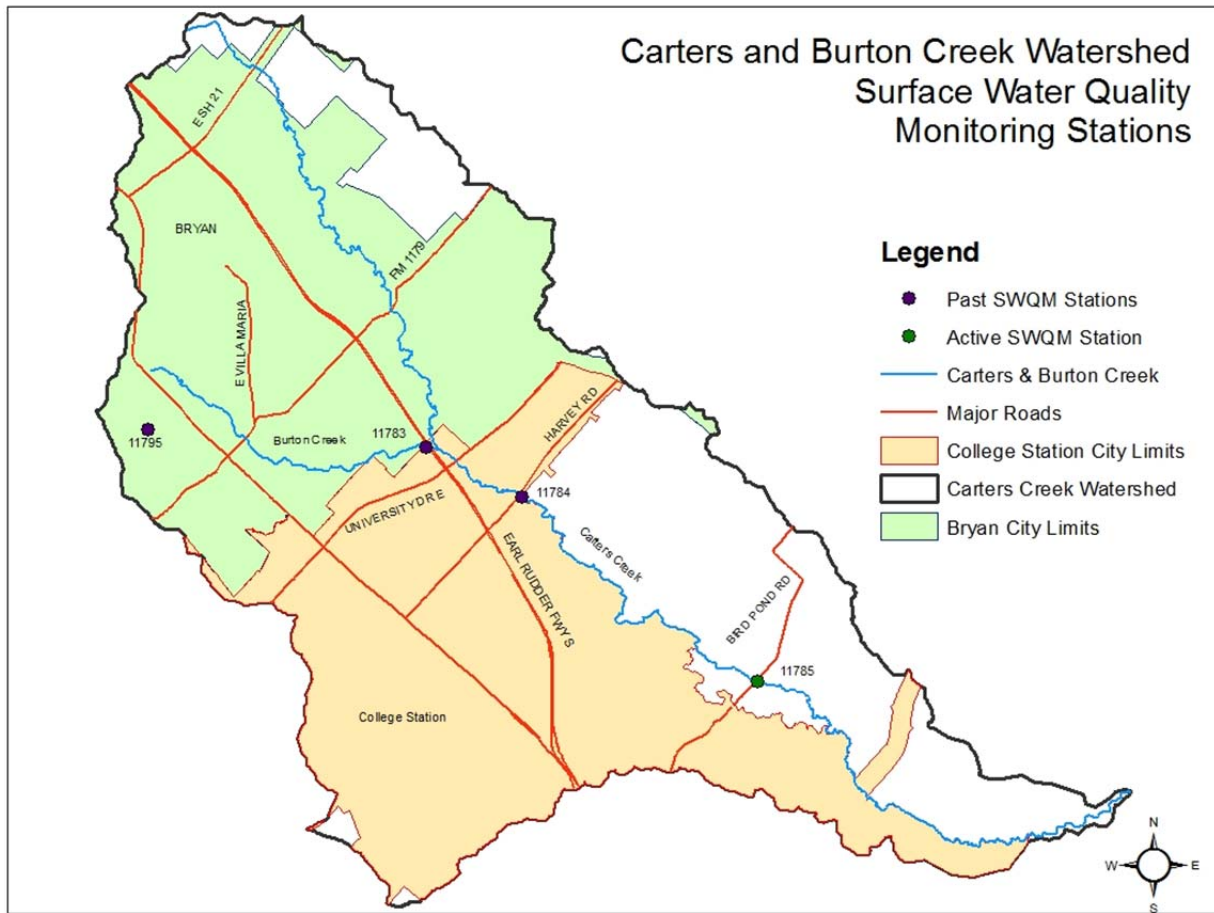 Carters and Burton Creek Watershed
Surface Water Quality
Monitoring Stations
E SH 21
BRYAN
FM 1179
E VILLA MARIA
Legend
Past SWQM Stations
Active SWQM Station
Carters & Burton Creek
Major Roads
College Station City Limits
Carters Creek Watershed
Bryan City Limits
HARVEY RD
11795
Burton Creek
11783
11784
UNIVERSITY DR E
EARL RUDDER FWY S
Carters Creek
BIRD POND RD
11785
College Station
N
W
E
S